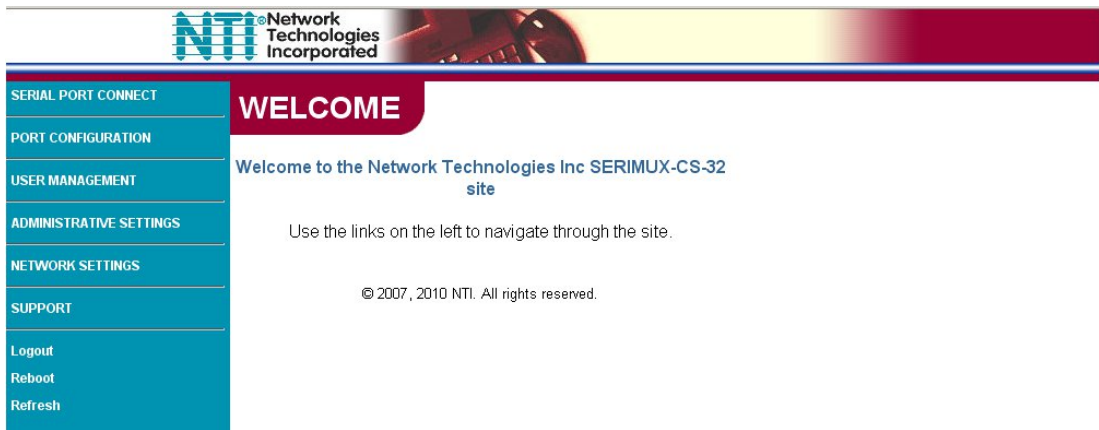 NTI®Network
Technologies
Incorporated
SERIAL PORT CONNECT
PORT CONFIGURATION
USER MANAGEMENT
ADMINISTRATIVE SETTINGS
NETWORK SETTINGS
SUPPORT
Logout
Reboot
Refresh
WELCOME
Welcome to the Network Technologies Inc SERIMUX-CS-32
site
Use the links on the left to navigate through the site.
© 2007, 2010 NTI. All rights reserved.